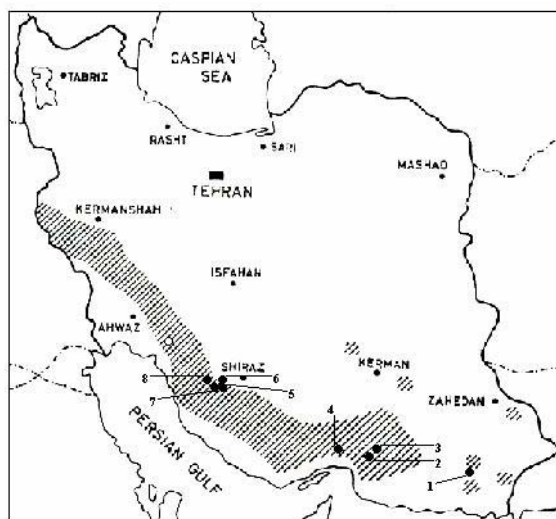 CASPIAN
SEA
TABRIZ
RASHT
SARI
MASHAD
TEHRAN
KERMANSHAH
ISFAHAN
AHWAZ
SHIRAZ
KERMAN
8
6
7
5
ZAHEDAN
PERSIAN GULF
4
3
2
1